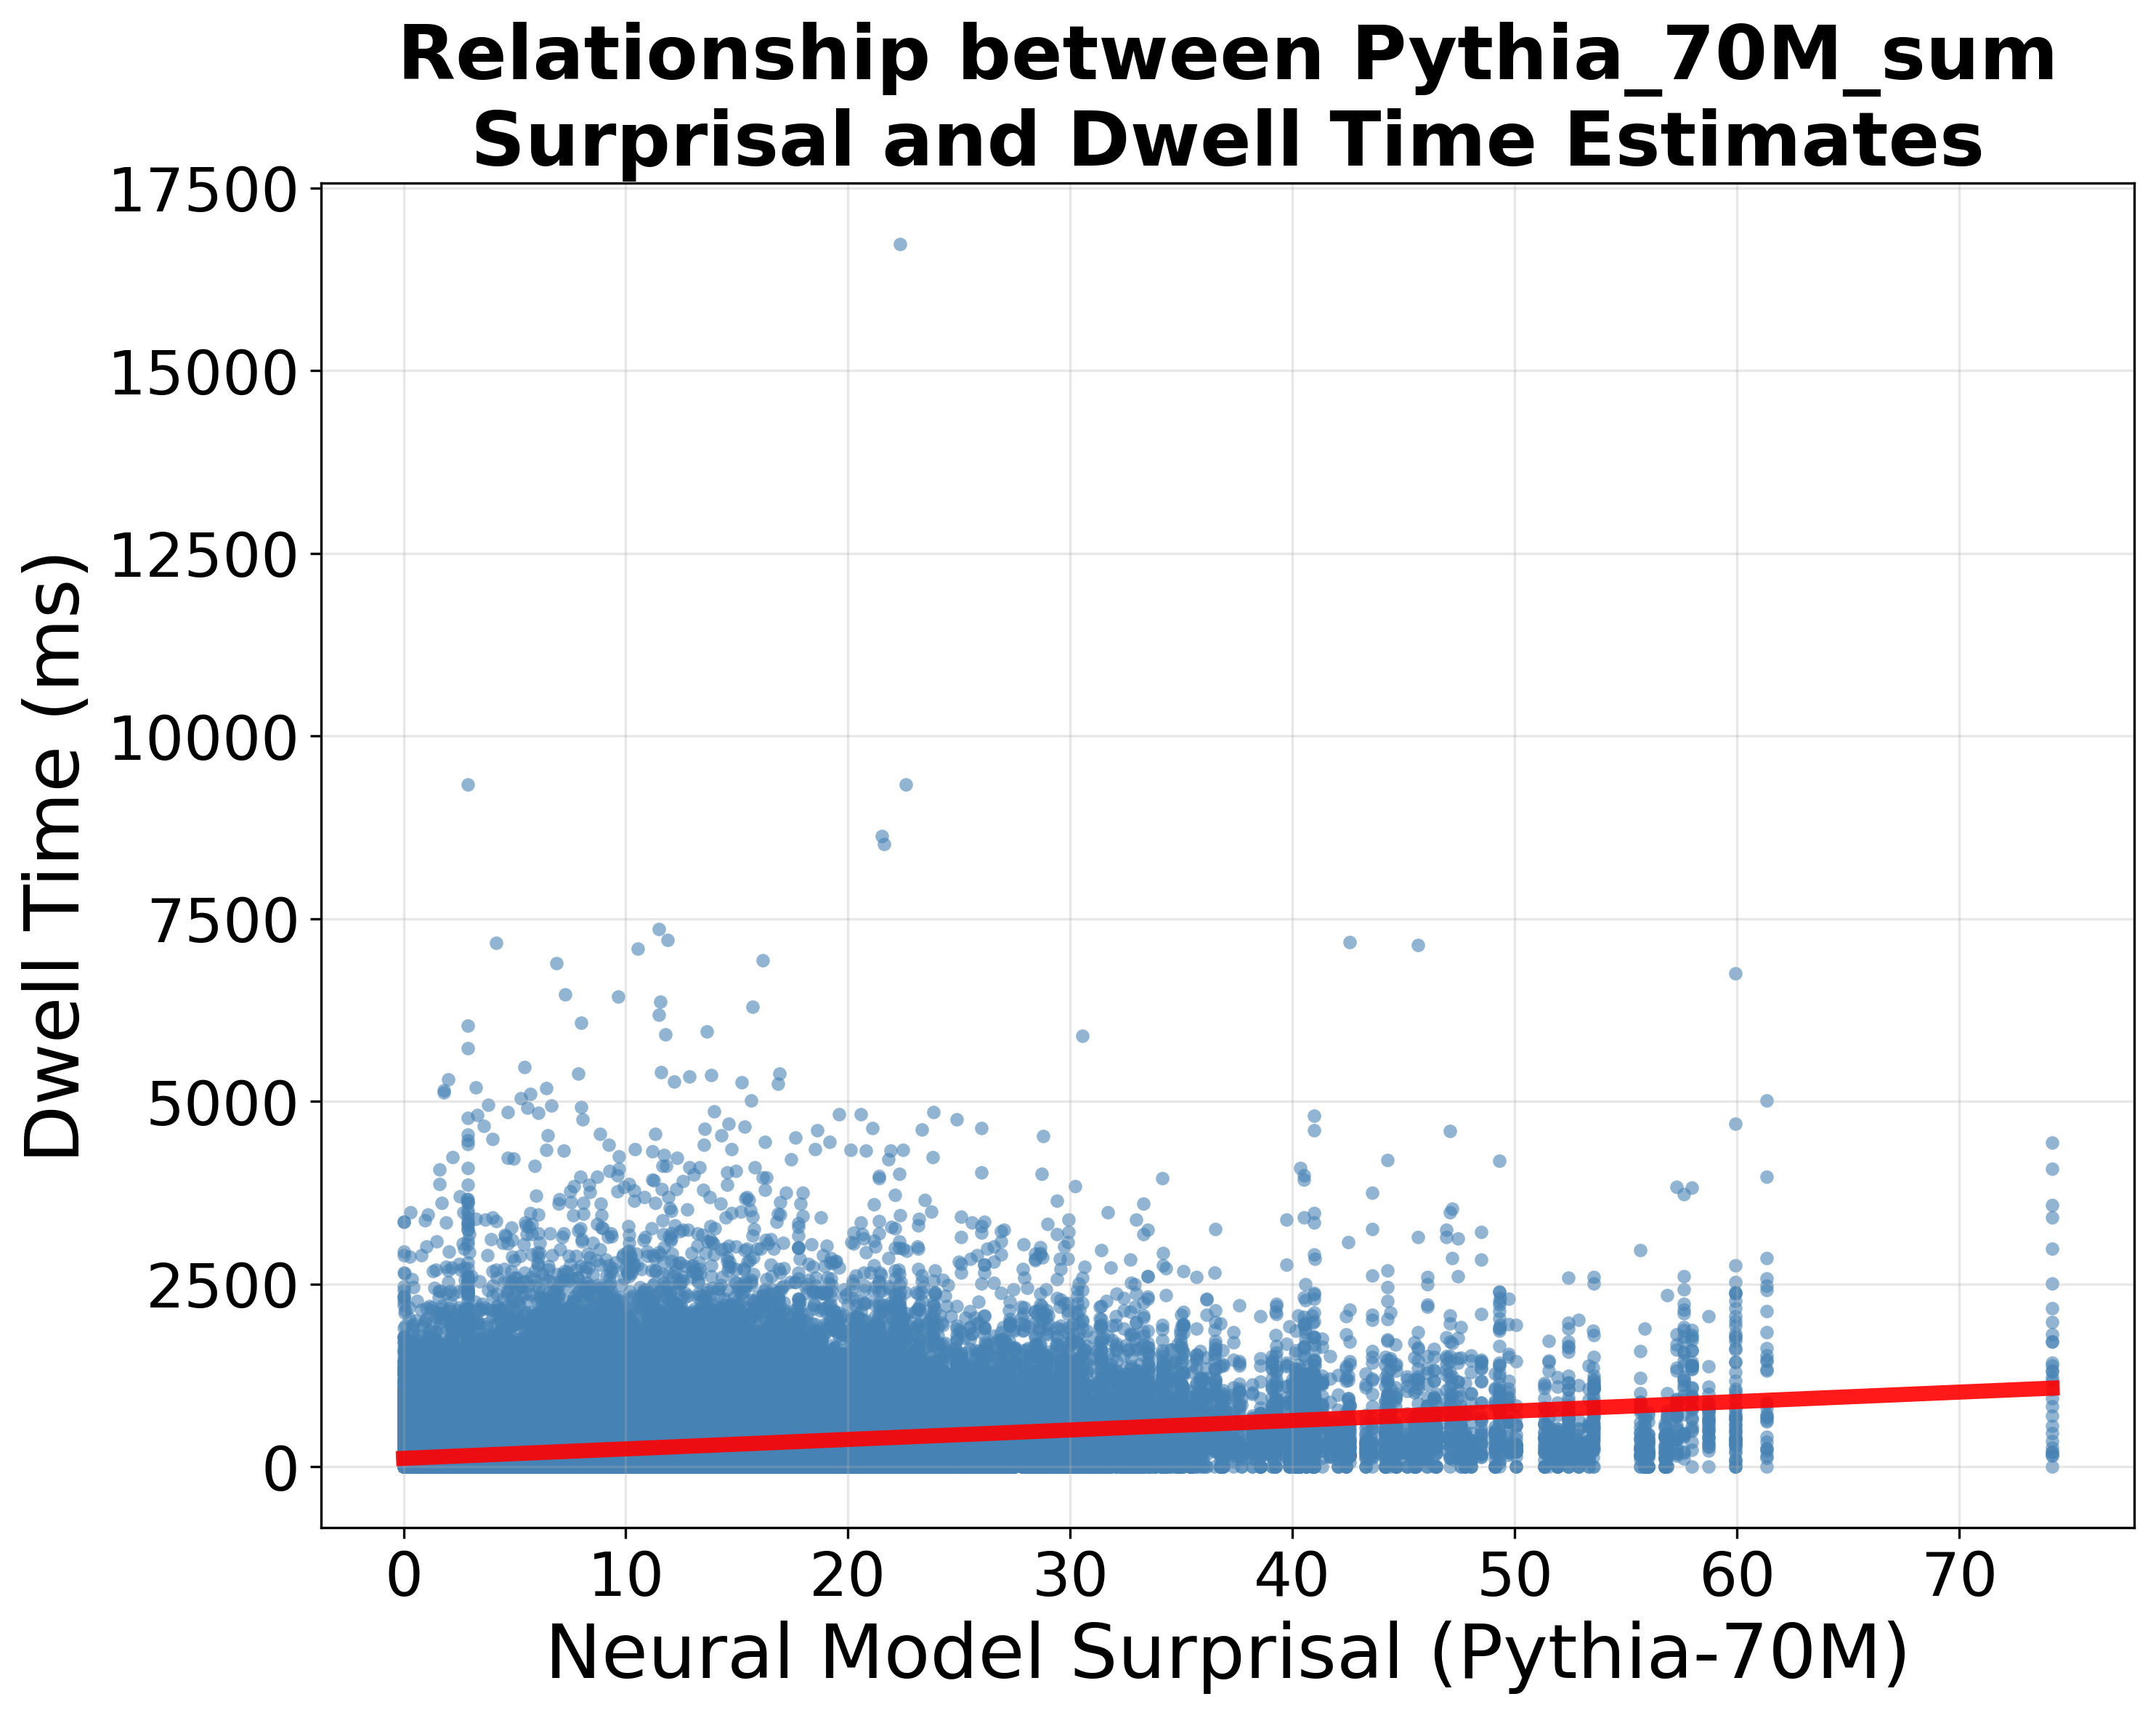 Relationship between Pythia_70M_sum
Surprisal and Dwell Time Estimates
17500
15000
12500
10000
7500
5000
2500
0
Dwell Time (ms)
0 10 20 30 40 50 60 70
Neural Model Surprisal (Pythia-70M)